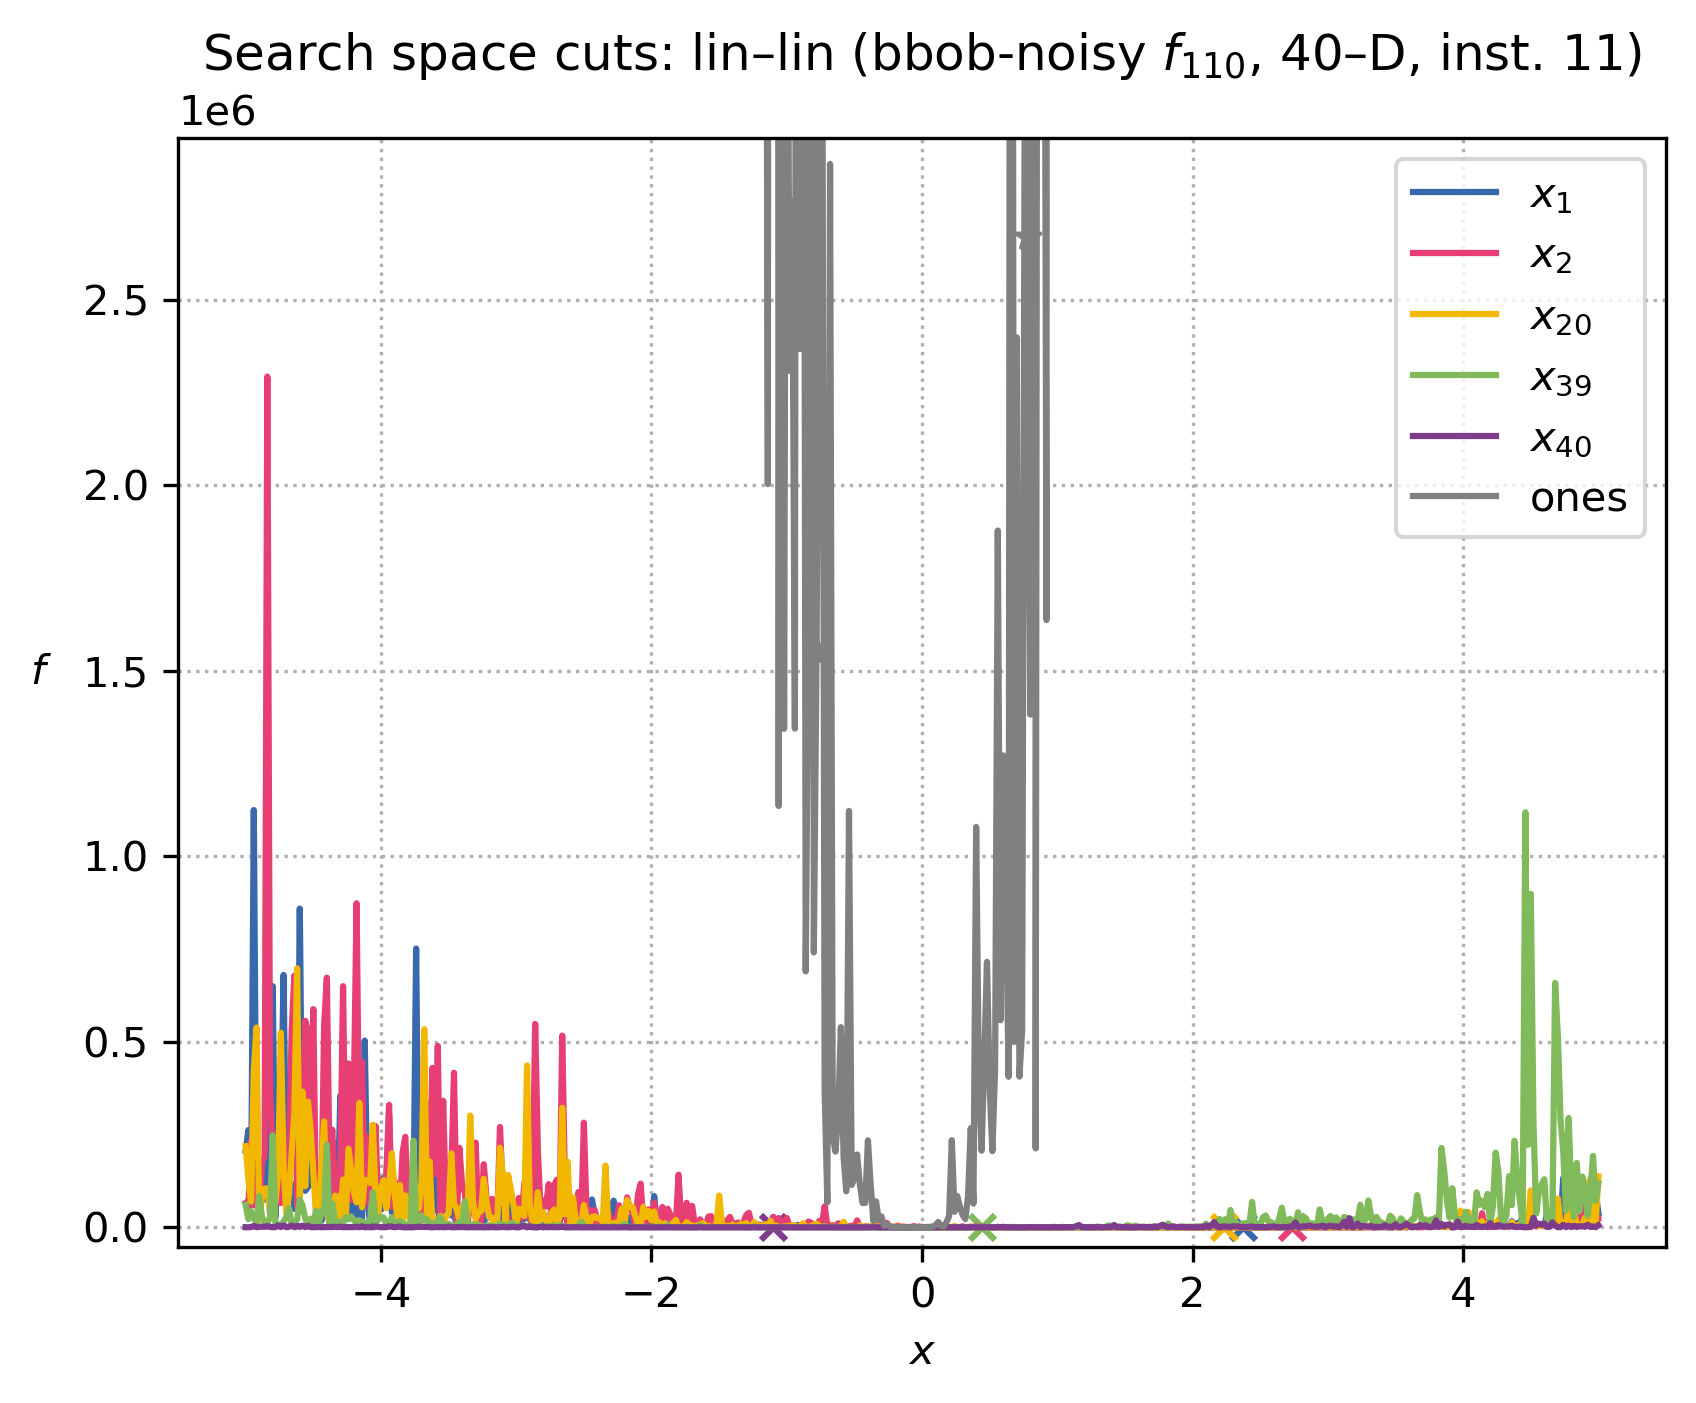 Search space cuts: lin–lin (bbob-noisy f110, 40–D, inst. 11)
1e6
x1
x2
x20
x39
x40
ones
2.5
2.0
1.5
1.0
0.5
0.0
f
−4
−2
0
2
4
x